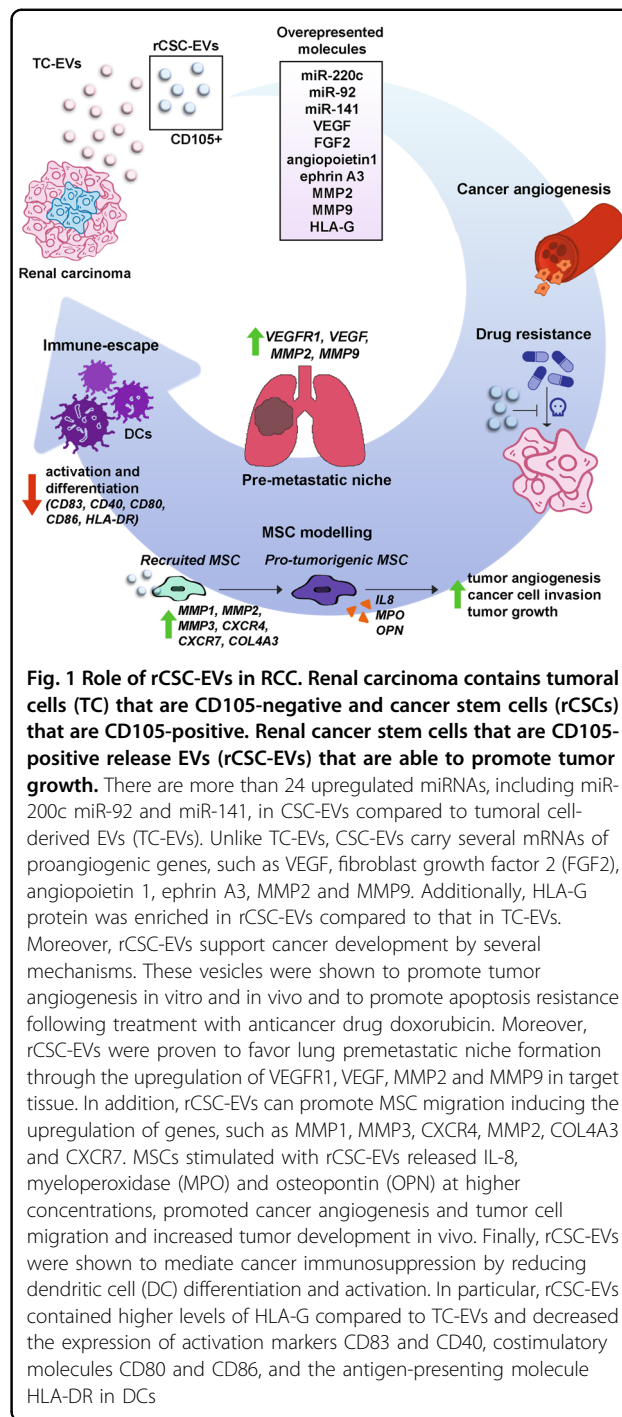 rCSC-EVs
TC-EVs
CD105+
Renal carcinoma
Overepresented
molecules
miR-220c
miR-92
miR-141
VEGF
FGF2
angiopoietin1
ephrin A3
MMP2
MMP9
HLA-G
Cancer angiogenesis
Drug resistance
Immune-escape
DCs
activation and
differentiation
(CD83, CD40, CD80,
CD86, HLA-DR)
VEGFR1, VEGF,
MMP2, MMP9
Pre-metastatic niche
MSC modelling
Recruited MSC
Pro-tumorigenic MSC
MMP1, MMP2,
MMP3, CXCR4,
CXCR7, COL4A3
IL8
MPO
OPN
tumor angiogenesis
cancer cell invasion
tumor growth
Fig. 1 Role of rCSC-EVs in RCC. Renal carcinoma contains tumoral
cells (TC) that are CD105-negative and cancer stem cells (rCSCs)
that are CD105-positive. Renal cancer stem cells that are CD105-
positive release EVs (rCSC-EVs) that are able to promote tumor
growth. There are more than 24 upregulated miRNAs, including miR-
200c miR-92 and miR-141, in CSC-EVs compared to tumoral cell-
derived EVs (TC-EVs). Unlike TC-EVs, CSC-EVs carry several mRNAs of
proangiogenic genes, such as VEGF, fibroblast growth factor 2 (FGF2),
angiopoietin 1, ephrin A3, MMP2 and MMP9. Additionally, HLA-G
protein was enriched in rCSC-EVs compared to that in TC-EVs.
Moreover, rCSC-EVs support cancer development by several
mechanisms. These vesicles were shown to promote tumor
angiogenesis in vitro and in vivo and to promote apoptosis resistance
following treatment with anticancer drug doxorubicin. Moreover,
rCSC-EVs were proven to favor lung premetastatic niche formation
through the upregulation of VEGFR1, VEGF, MMP2 and MMP9 in target
tissue. In addition, rCSC-EVs can promote MSC migration inducing the
upregulation of genes, such as MMP1, MMP3, CXCR4, MMP2, COL4A3
and CXCR7. MSCs stimulated with rCSC-EVs released IL-8,
myeloperoxidase (MPO) and osteopontin (OPN) at higher
concentrations, promoted cancer angiogenesis and tumor cell
migration and increased tumor development in vivo. Finally, rCSC-EVs
were shown to mediate cancer immunosuppression by reducing
dendritic cell (DC) differentiation and activation. In particular, rCSC-EVs
contained higher levels of HLA-G compared to TC-EVs and decreased
the expression of activation markers CD83 and CD40, costimulatory
molecules CD80 and CD86, and the antigen-presenting molecule
HLA-DR in DCs